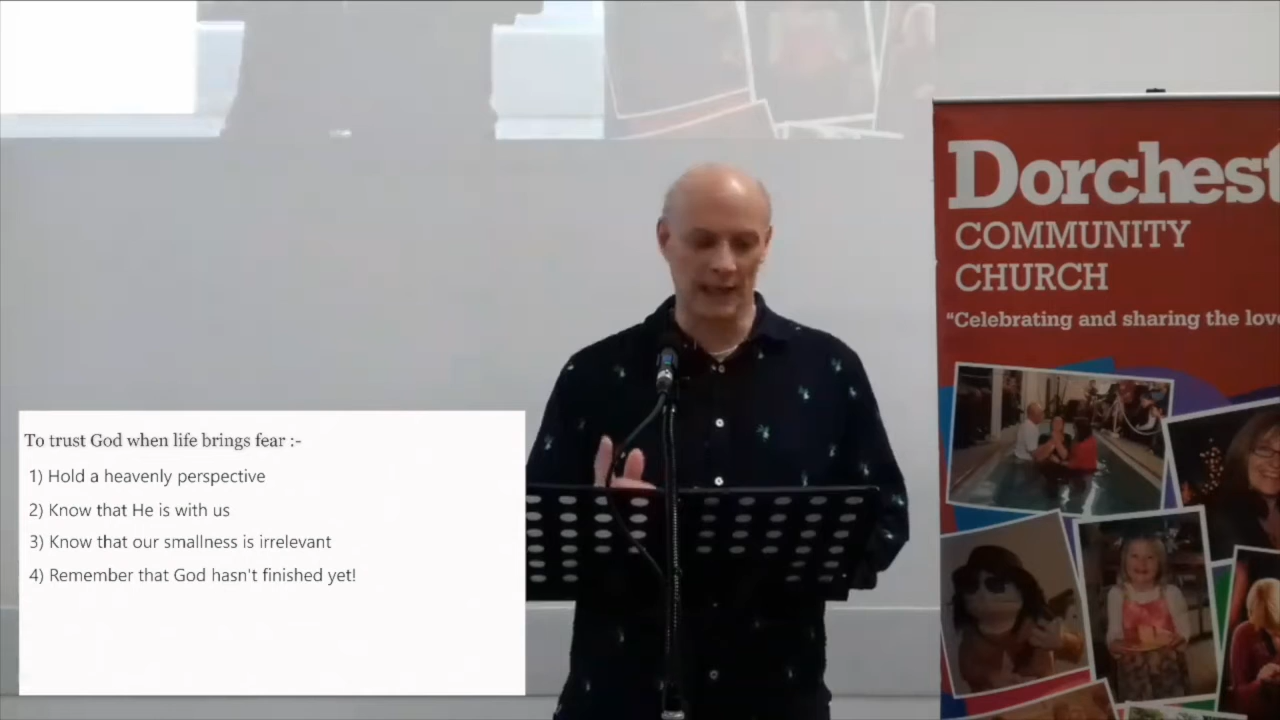 To trust God when life brings fear :-
1) Hold a heavenly perspective
2) Know that He is with us
3) Know that our smallness is irrelevant
4) Remember that God hasn't finished yet!
Dorchest
COMMUNITY
CHURCH
"Celebrating and sharing the love